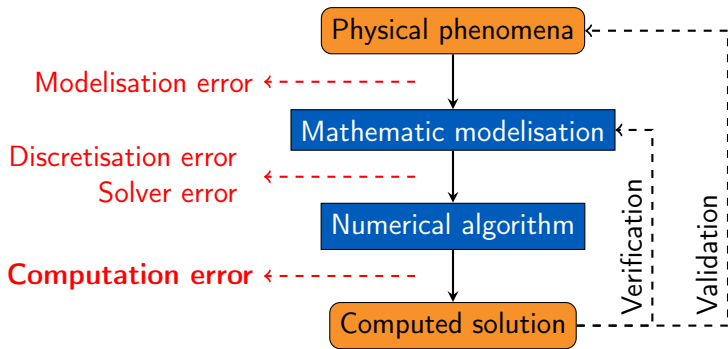 Physical phenomena
Modelisation error
Mathematic modelisation
Discretisation error
Solver error
Numerical algorithm
Computation error
Computed solution
Verification
Validation